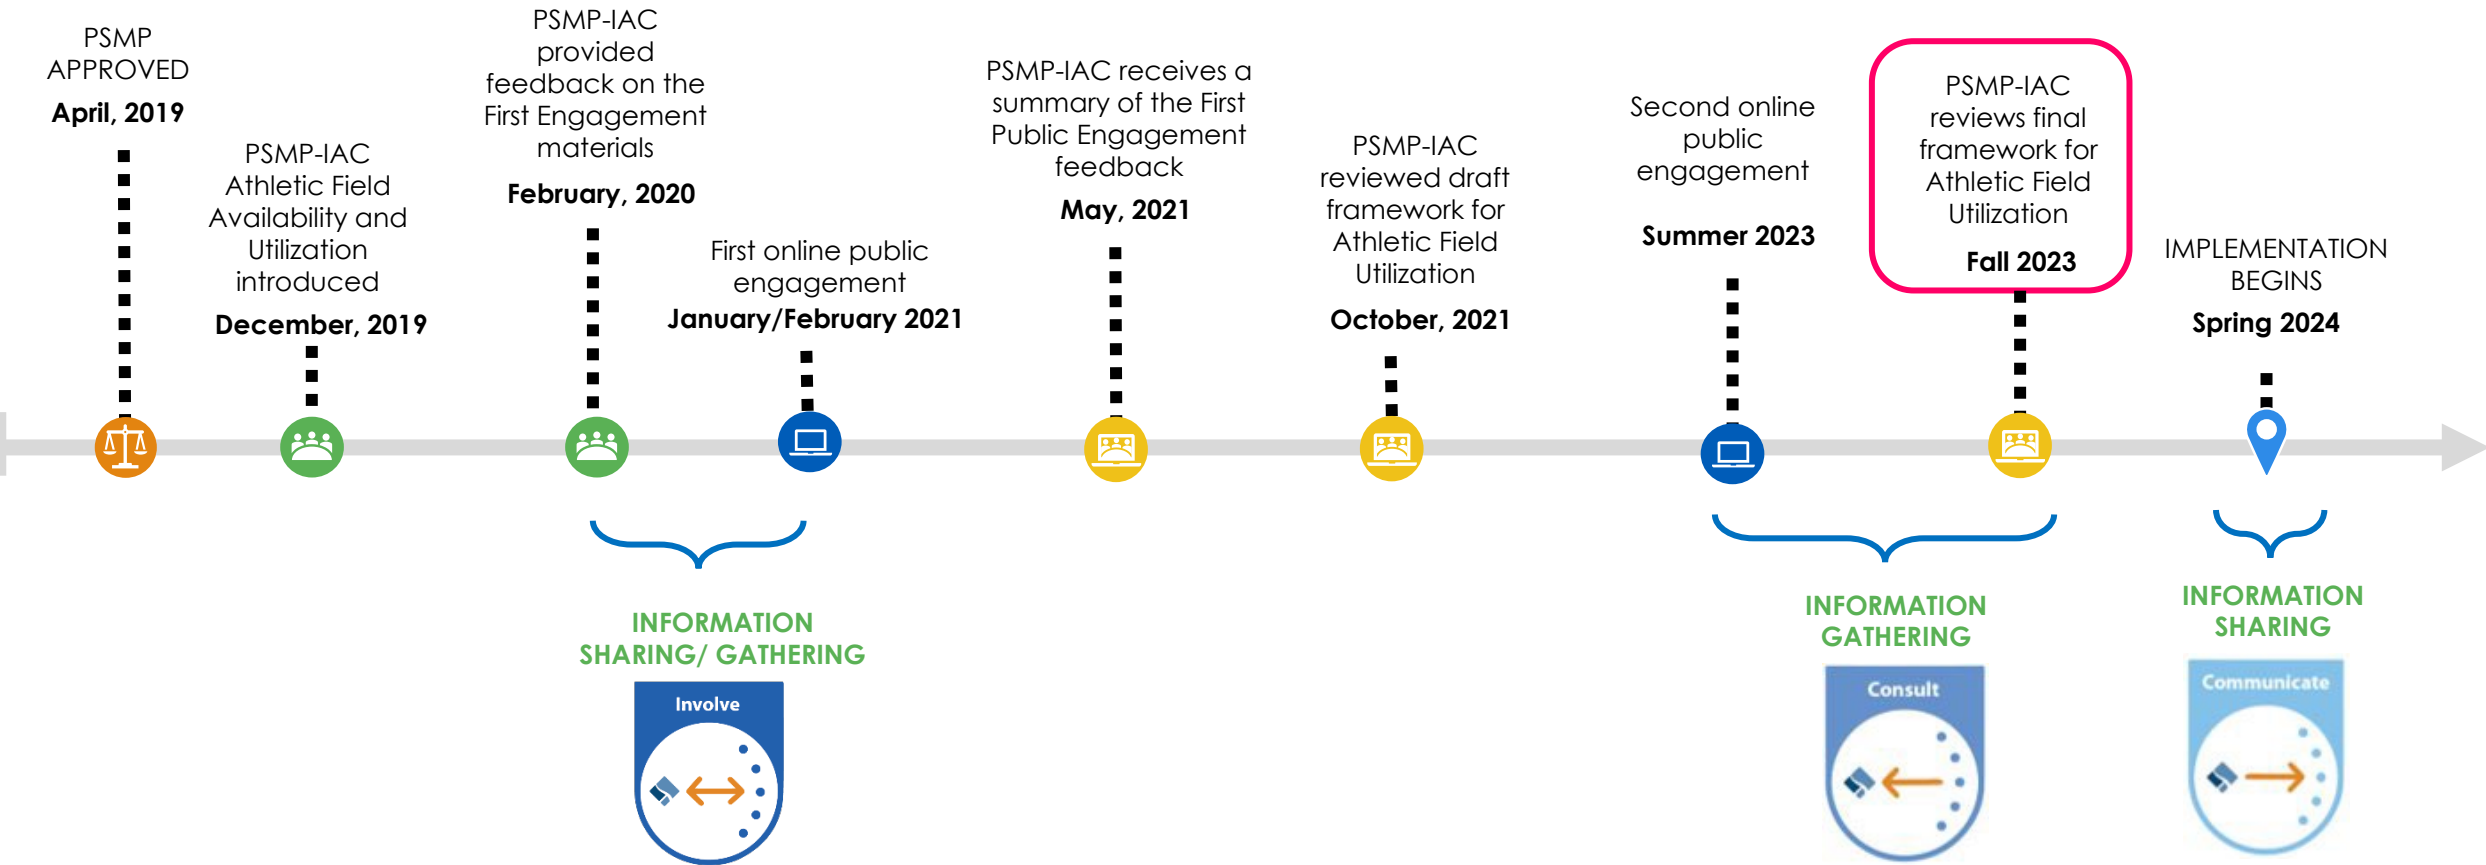 PSMP
APPROVED
April, 2019
PSMP-IAC
Athletic Field
Availability and
Utilization
introduced
December, 2019
PSMP-IAC
provided
feedback on the
First Engagement
materials
February, 2020
First online public
engagement
January/February 2021
PSMP-IAC receives a
summary of the First
Public Engagement
feedback
May, 2021
PSMP-IAC
reviewed draft
framework for
Athletic Field
Utilization
October, 2021
Second online
public
engagement
Summer 2023
PSMP-IAC
reviews final
framework for
Athletic Field
Utilization
Fall 2023
IMPLEMENTATION
BEGINS
Spring 2024
INFORMATION
SHARING/ GATHERING
Involve
INFORMATION
GATHERING
Consult
INFORMATION
SHARING
Communicate